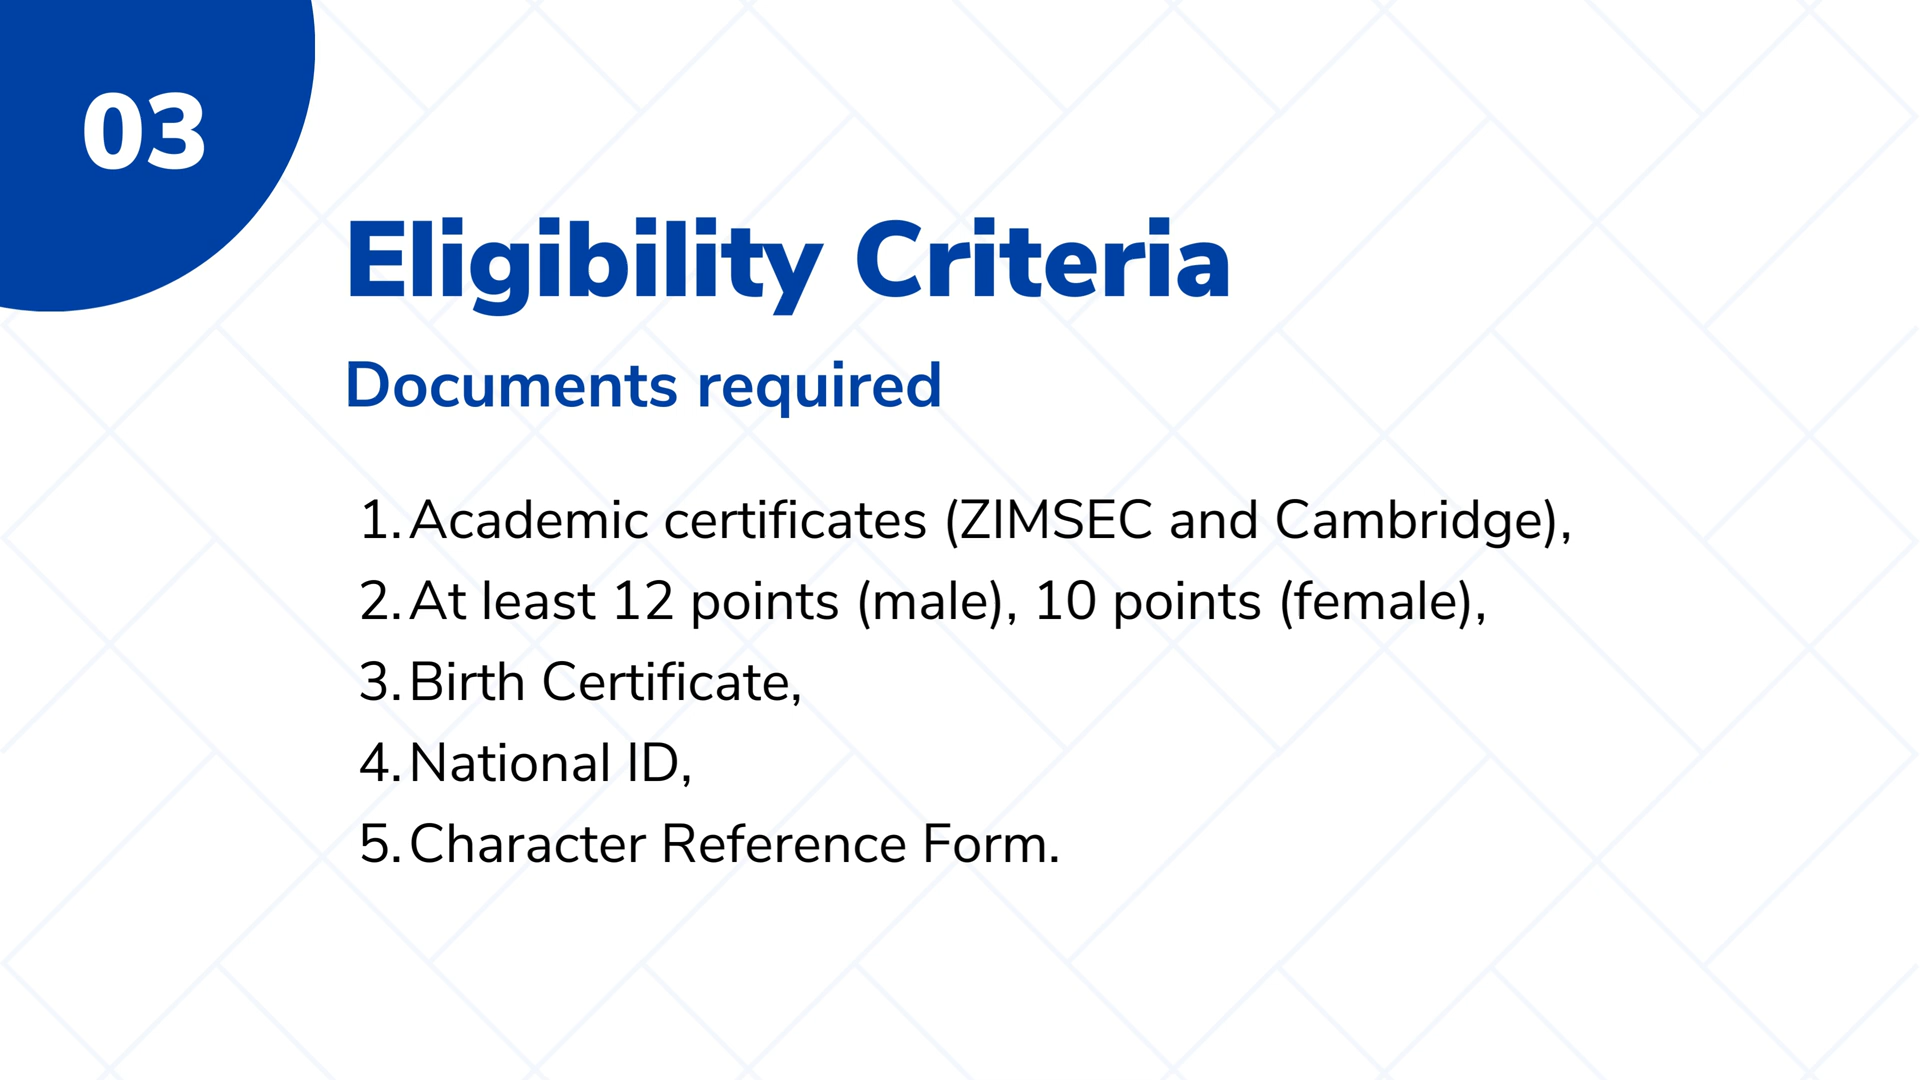 03
Eligibility Criteria
Documents required
1. Academic certificates (ZIMSEC and Cambridge),
2. At least 12 points (male), 10 points (female),
3. Birth Certificate,
4. National ID,
5. Character Reference Form.